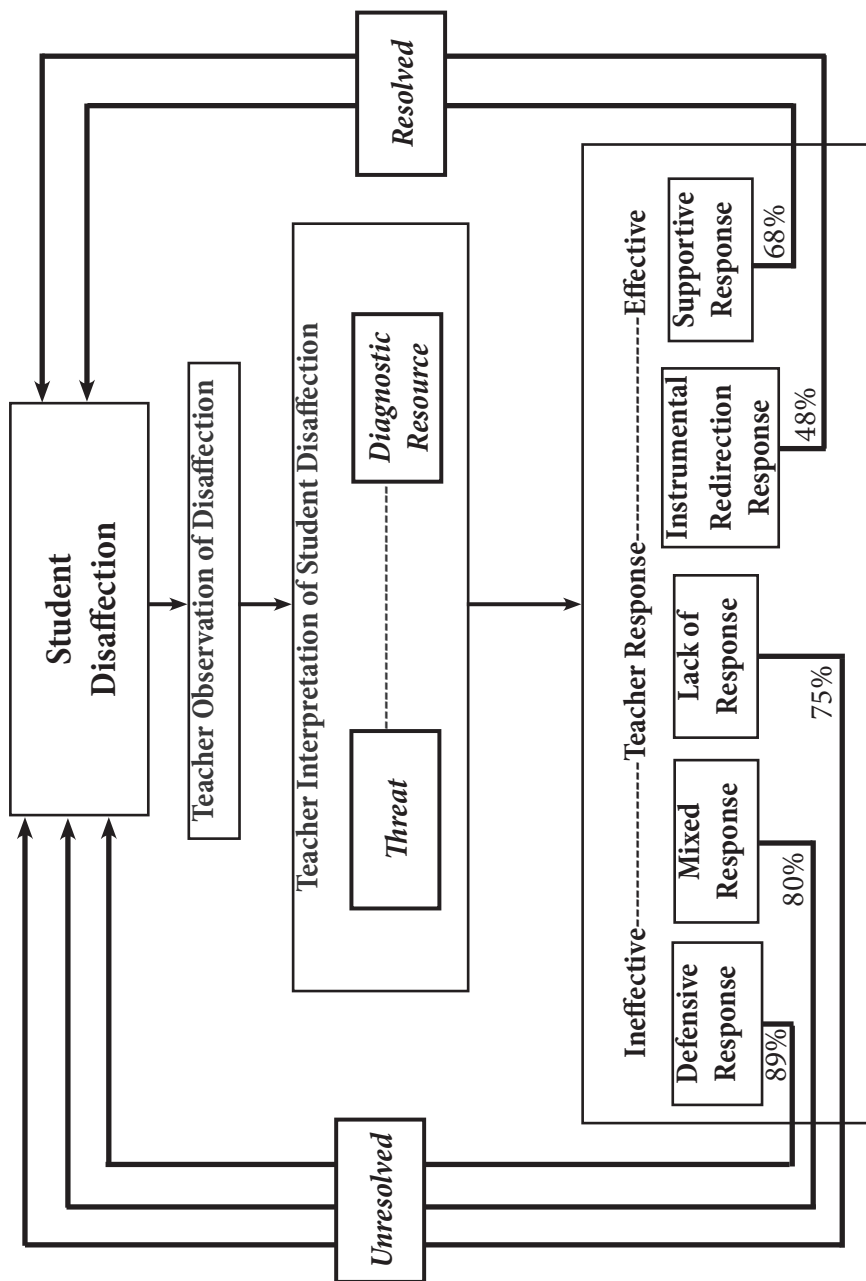 Student
Disaffection
Teacher Observation of Disaffection
Teacher Interpretation of Student Disaffection
Threat
Diagnostic
Resource
Unresolved
Resolved
Ineffective-----------Teacher Response-----------Effective
Defensive
Response
Mixed
Response
Lack of
Response
Instrumental
Redirection
Response
Supportive
Response
89%
80%
75%
48%
68%